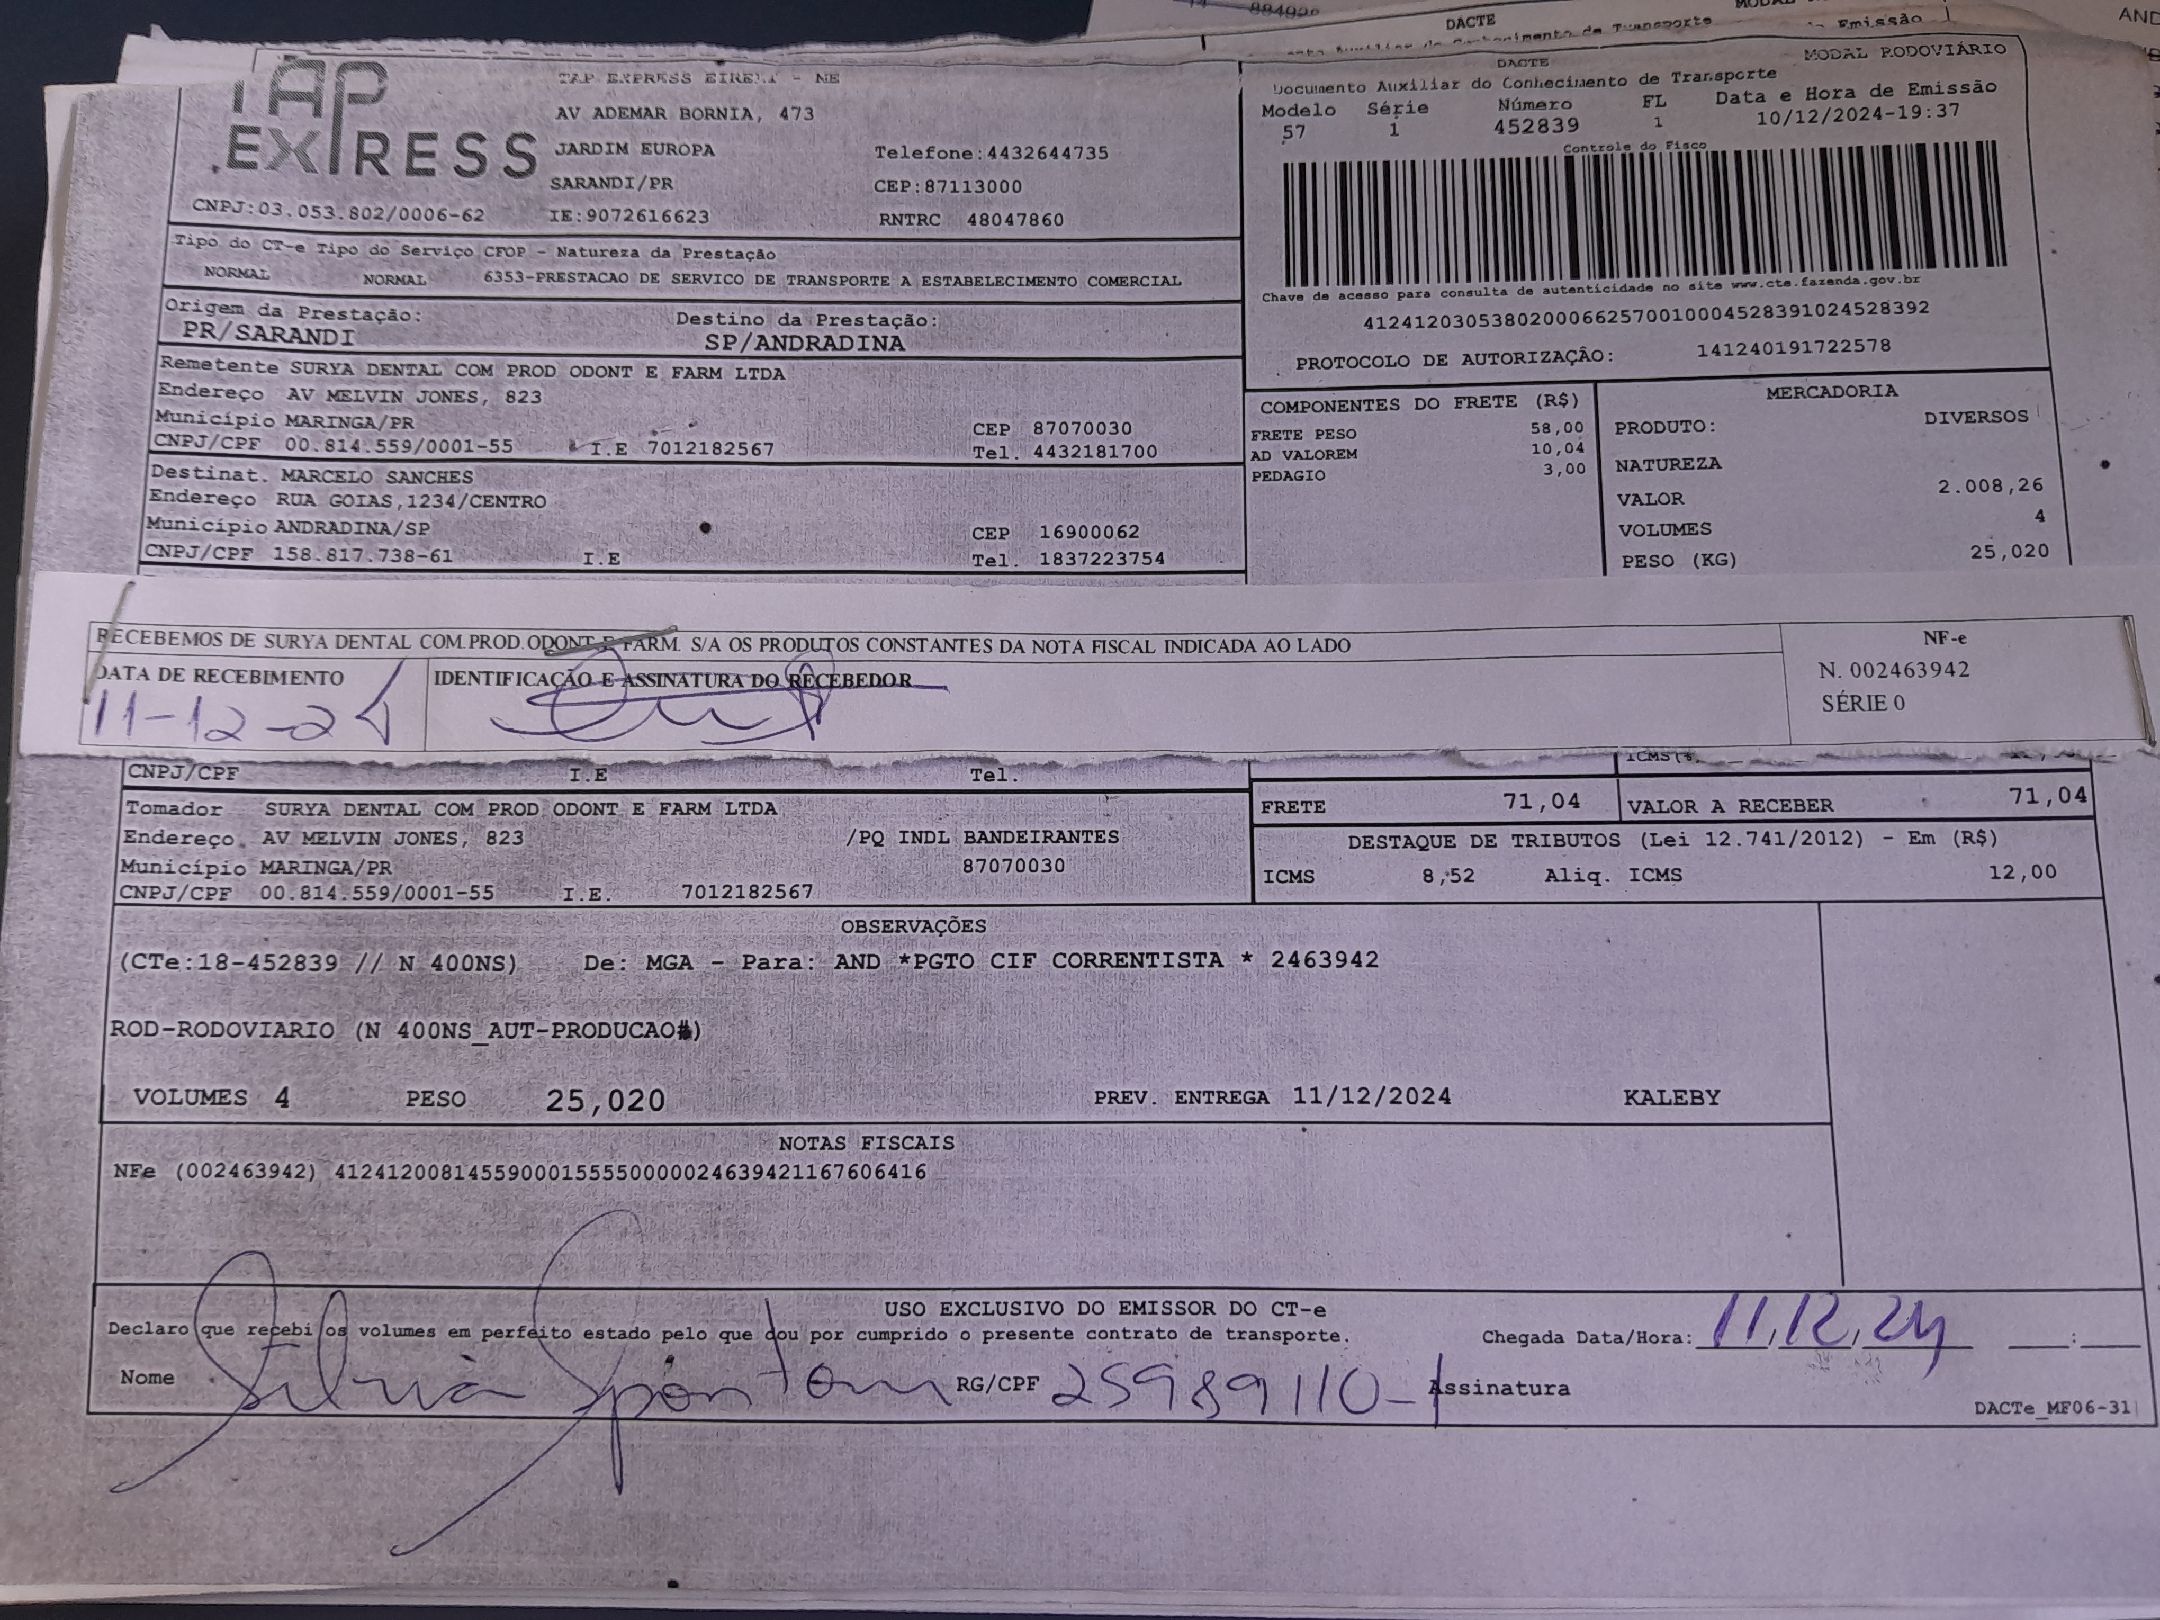 884926
DACTE
Emissão
AND
TAP
EXPRESS
TAP EXPRESS EIRELI - ME
AV ADEMAR BORNIA, 473
JARDIM EUROPA
Telefone:4432644735
SARANDI/PR
CEP:87113000
CNPJ:03.053.802/0006-62
IE:9072616623
RNTRC 48047860
DACTE
MODAL RODOVIÁRIO
Documento Auxiliar do Conhecimento de Transporte
Modelo Série Número FL Data e Hora de Emissão
57 1 452839 1 10/12/2024-19:37
Controle do Fisco
Chave de acesso para consulta de autenticidade no site www.cte.fazenda.gov.br
41241203053802000662570010004528391024528392
PROTOCOLO DE AUTORIZAÇÃO: 141240191722578
Tipo do CT-e Tipo do Serviço CFOP - Natureza da Prestação
NORMAL NORMAL 6353-PRESTACAO DE SERVICO DE TRANSPORTE A ESTABELECIMENTO COMERCIAL
Origem da Prestação: Destino da Prestação:
PR/SARANDI SP/ANDRADINA
Remetente SURYA DENTAL COM PROD ODONT E FARM LTDA
Endereço AV MELVIN JONES, 823
Município MARINGA/PR CEP 87070030
CNPJ/CPF 00.814.559/0001-55 I.E 7012182567 Tel. 4432181700
Destinat. MARCELO SANCHES
Endereço RUA GOIAS,1234/CENTRO
Município ANDRADINA/SP CEP 16900062
CNPJ/CPF 158.817.738-61 I.E Tel. 1837223754
COMPONENTES DO FRETE (R$)
FRETE PESO 58,00
AD VALOREM 10,04
PEDAGIO 3,00
MERCADORIA
PRODUTO: DIVERSOS
NATUREZA
VALOR 2.008,26
VOLUMES 4
PESO (KG) 25,020
RECEBEMOS DE SURYA DENTAL COM.PROD.ODONT E FARM. S/A OS PRODUTOS CONSTANTES DA NOTA FISCAL INDICADA AO LADO
DATA DE RECEBIMENTO
11-12-24
IDENTIFICAÇÃO E ASSINATURA DO RECEBEDOR
NF-e
N. 002463942
SÉRIE 0
CNPJ/CPF I.E Tel.
Tomador SURYA DENTAL COM PROD ODONT E FARM LTDA
Endereço. AV MELVIN JONES, 823 /PQ INDL BANDEIRANTES
Município MARINGA/PR 87070030
CNPJ/CPF 00.814.559/0001-55 I.E. 7012182567
FRETE 71,04 VALOR A RECEBER 71,04
DESTAQUE DE TRIBUTOS (Lei 12.741/2012) - Em (R$)
ICMS 8,52 Aliq. ICMS 12,00
OBSERVAÇÕES
(CTe:18-452839 // N 400NS) De: MGA - Para: AND *PGTO CIF CORRENTISTA * 2463942
ROD-RODOVIARIO (N 400NS_AUT-PRODUCAO#)
VOLUMES 4 PESO 25,020 PREV. ENTREGA 11/12/2024 KALEBY
NOTAS FISCAIS
NFe (002463942) 41241200814559000155550000024639421167606416
USO EXCLUSIVO DO EMISSOR DO CT-e
Declaro que recebi os volumes em perfeito estado pelo que dou por cumprido o presente contrato de transporte.
Chegada Data/Hora: 11,12,24 __:__
Nome Silvia RG/CPF 25989110-1 Assinatura
DACTe_MF06-31